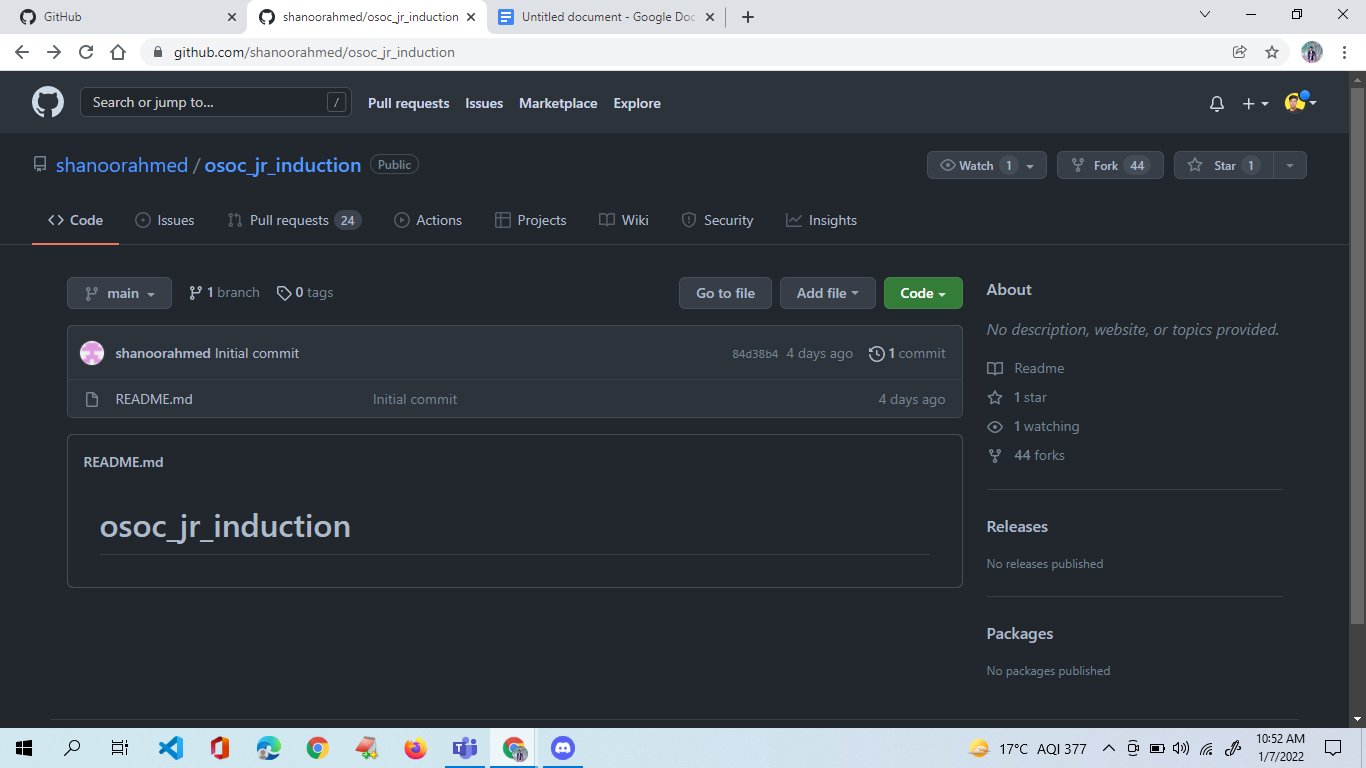 GitHub
shanoorahmed/osoc_jr_induction
Untitled document - Google Doc
github.com/shanoorahmed/osoc_jr_induction
Search or jump to... /
Pull requests Issues Marketplace Explore
shanoorahmed / osoc_jr_induction Public
Watch 1 Fork 44 Star 1
Code Issues Pull requests 24 Actions Projects Wiki Security Insights
main 1 branch 0 tags Go to file Add file Code
shanoorahmed Initial commit 84d38b4 4 days ago 1 commit
README.md Initial commit 4 days ago
README.md
osoc_jr_induction
About
No description, website, or topics provided.
Readme
1 star
1 watching
44 forks
Releases
No releases published
Packages
No packages published
17°C AQI 377
10:52 AM
1/7/2022